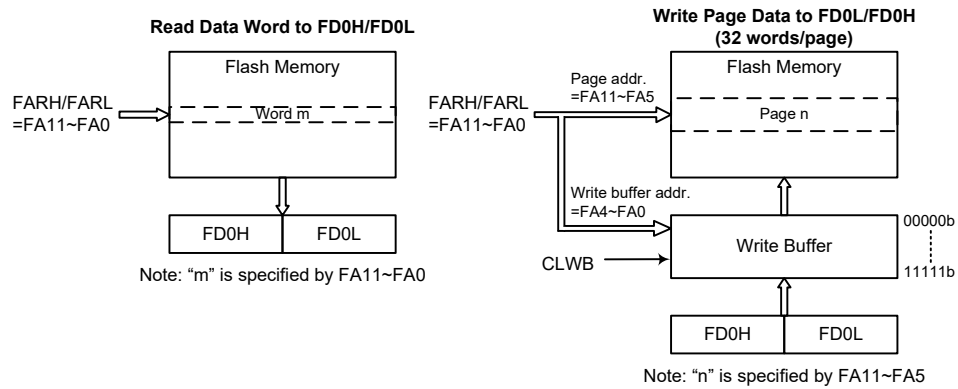 Read Data Word to FD0H/FD0L
Flash Memory
FARH/FARL
=FA11~FA0
Word m
FD0H
FD0L
Note: “m” is specified by FA11~FA0
Write Page Data to FD0L/FD0H
(32 words/page)
Flash Memory
Page addr.
=FA11~FA5
FARH/FARL
=FA11~FA0
Page n
Write buffer addr.
=FA4~FA0
Write Buffer
00000b
11111b
CLWB
FD0H
FD0L
Note: “n” is specified by FA11~FA5